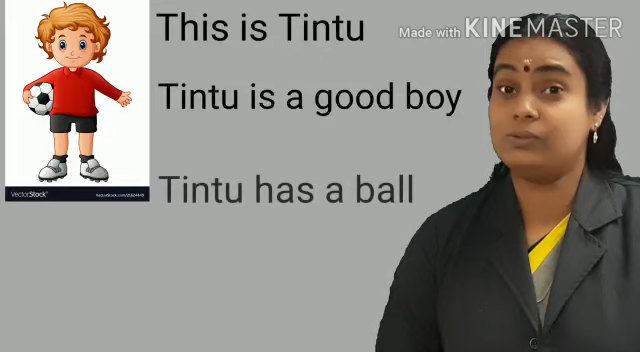 This is Tintu
Made with KINEMASTER
Tintu is a good boy
VectorStock®
Tintu has a ball